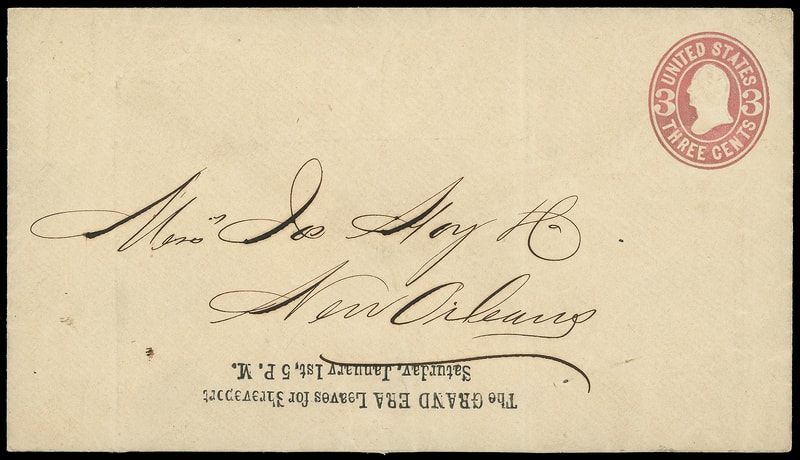 UNITED STATES
3 3
THREE CENTS
Mess Jos Hoy &
New Orleans
The GRAND ERA Leaves for Shreveport
Saturday, January 1st, 5 P. M.